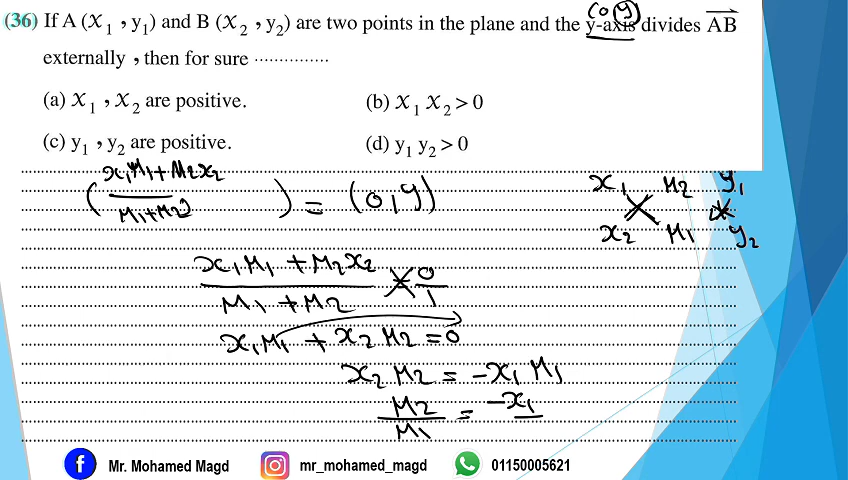 (0,y)
(36) If A (x₁ , y₁) and B (x₂ , y₂) are two points in the plane and the y-axis divides AB
externally , then for sure ...............
(a) x₁ , x₂ are positive. (b) x₁ x₂ > 0
(c) y₁ , y₂ are positive. (d) y₁ y₂ > 0
(x₁M₁+M₂x₂ / M₁+M₂ ) = (0,y)
x₁ M₂ y₁
x₂ M₁ y₂
x₁M₁ + M₂x₂ / M₁ + M₂ 0/1
x₁M₁ + x₂M₂ = 0
x₂M₂ = -x₁M₁
M₂/M₁ = -x₁
f Mr. Mohamed Magd mr_mohamed_magd 01150005621